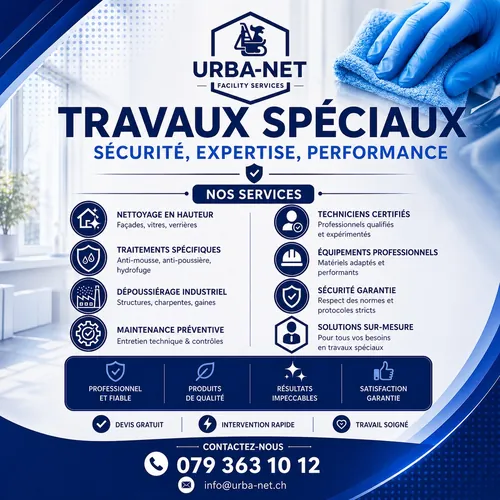 URBA-NET
FACILITY SERVICES
TRAVAUX SPÉCIAUX
SÉCURITÉ, EXPERTISE, PERFORMANCE
NOS SERVICES
NETTOYAGE EN HAUTEUR
Façades, vitres, verrières
TRAITEMENTS SPÉCIFIQUES
Anti-mousse, anti-poussière,
hydrofuge
DÉPOUSSIÉRAGE INDUSTRIEL
Structures, charpentes, gaines
MAINTENANCE PRÉVENTIVE
Entretien technique & contrôles
TECHNICIENS CERTIFIÉS
Professionnels qualifiés
et expérimentés
ÉQUIPEMENTS PROFESSIONNELS
Matériels adaptés et
performants
SÉCURITÉ GARANTIE
Respect des normes et
protocoles stricts
SOLUTIONS SUR-MESURE
Pour tous vos besoins
en travaux spéciaux
PROFESSIONNEL
ET FIABLE
PRODUITS
DE QUALITÉ
RÉSULTATS
IMPECCABLES
SATISFACTION
GARANTIE
DEVIS GRATUIT
INTERVENTION RAPIDE
TRAVAIL SOIGNÉ
CONTACTEZ-NOUS
079 363 10 12
info@urba-net.ch